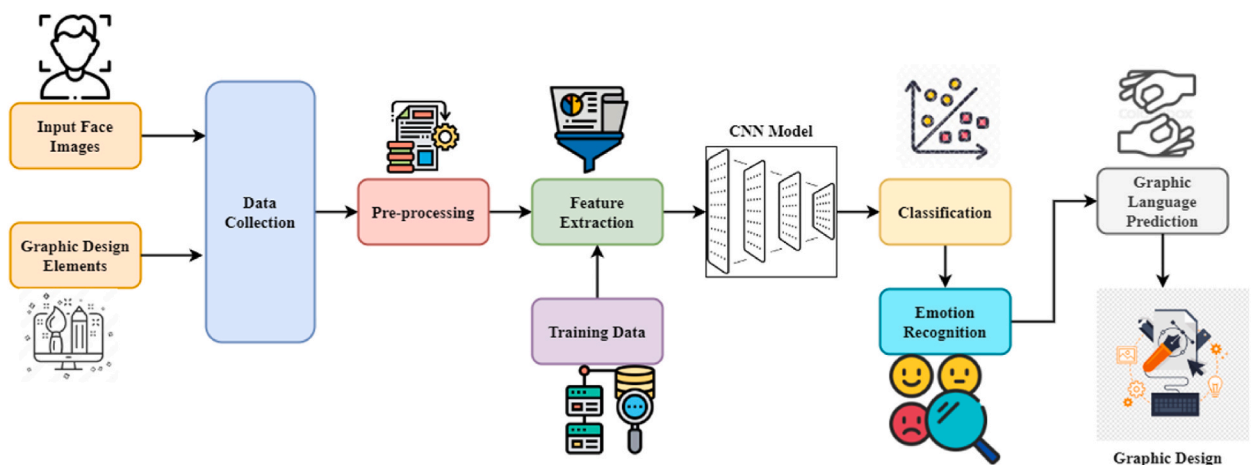 Input Face
Images
Graphic Design
Elements
Data
Collection
Pre-processing
Feature
Extraction
Training Data
CNN Model
Classification
Emotion
Recognition
Graphic
Language
Prediction
Graphic Design